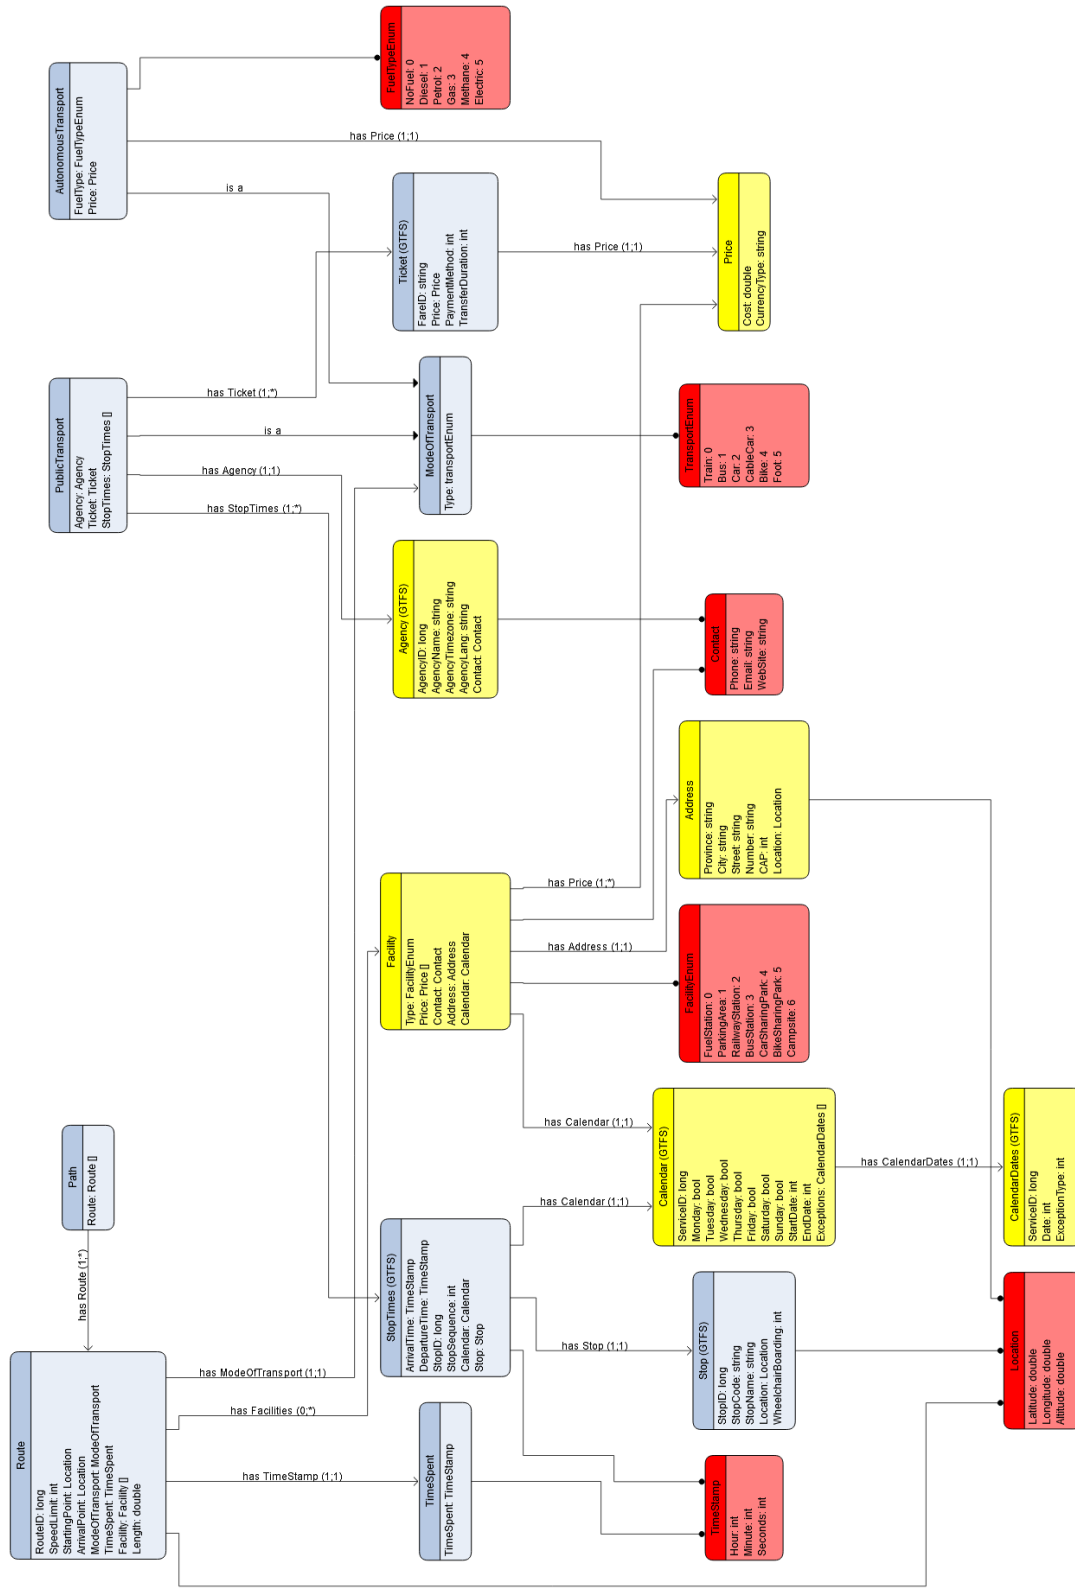 Route
RouteID: long
SpeedLimit: int
StartingPoint: Location
ArrivalPoint: Location
ModeOfTransport: ModeOfTransport
TimeSpent: TimeSpent
Facility: Facility []
Length: double
has Route (1;*)
Path
Route: Route []
PublicTransport
Agency: Agency
Ticket: Ticket
StopTimes: StopTimes []
AutonomousTransport
FuelType: FuelTypeEnum
Price: Price
has TimeStamp (1;1)
has Facilities (0;*)
has ModeOfTransport (1;1)
has StopTimes (1;*)
has Agency (1;1)
is a
has Ticket (1;*)
is a
has Price (1;1)
TimeSpent
TimeSpent: TimeStamp
StopTimes (GTFS)
ArrivalTime: TimeStamp
DepartureTime: TimeStamp
StopID: long
StopSequence: int
Calendar: Calendar
Stop: Stop
Facility
Type: FacilityEnum
Price: Price []
Contact: Contact
Address: Address
Calendar: Calendar
Agency (GTFS)
AgencyID: long
AgencyName: string
AgencyTimezone: string
AgencyLang: string
Contact: Contact
ModeOfTransport
Type: transportEnum
Ticket (GTFS)
FareID: string
Price: Price
PaymentMethod: int
TransferDuration: int
FuelTypeEnum
NoFuel: 0
Diesel: 1
Petrol: 2
Gas: 3
Methane: 4
Electric: 5
has Stop (1;1)
has Calendar (1;1)
has Calendar (1;1)
has Address (1;1)
has Price (1;*)
has Price (1;1)
TimeStamp
Hour: int
Minute: int
Seconds: int
Stop (GTFS)
StopID: long
StopCode: string
StopName: string
Location: Location
WheelchairBoarding: int
Calendar (GTFS)
ServiceID: long
Monday: bool
Tuesday: bool
Wednesday: bool
Thursday: bool
Friday: bool
Saturday: bool
Sunday: bool
StartDate: int
EndDate: int
Exceptions: CalendarDates []
FacilityEnum
FuelStation: 0
ParkingArea: 1
RailwayStation: 2
BusStation: 3
CarSharingPark: 4
BikeSharingPark: 5
Campsite: 6
Address
Province: string
City: string
Street: string
Number: string
CAP: int
Location: Location
Contact
Phone: string
Email: string
WebSite: string
TransportEnum
Train: 0
Bus: 1
Car: 2
CableCar: 3
Bike: 4
Foot: 5
Price
Cost: double
CurrencyType: string
has CalendarDates (1;1)
Location
Latitude: double
Longitude: double
Altitude: double
CalendarDates (GTFS)
ServiceID: long
Date: int
ExceptionType: int